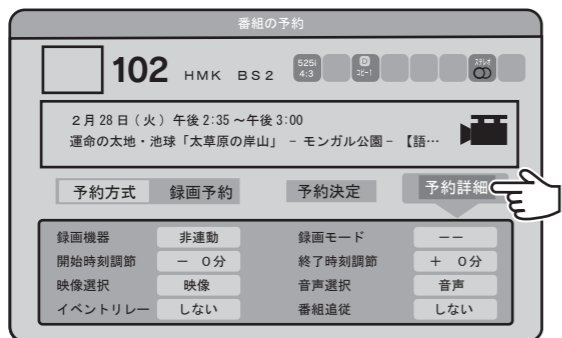 番組の予約
102 HMK BS2 525i 4:3 D コピー1 ステレオ
2月28日(火)午後2:35～午後3:00
運命の太地・池球「太草原の岸山」－モンガル公園－【語…
予約方式 録画予約 予約決定 予約詳細
録画機器 非連動 録画モード －－
開始時刻調節 － 0分 終了時刻調節 ＋ 0分
映像選択 映像 音声選択 音声
イベントリレー しない 番組追従 しない